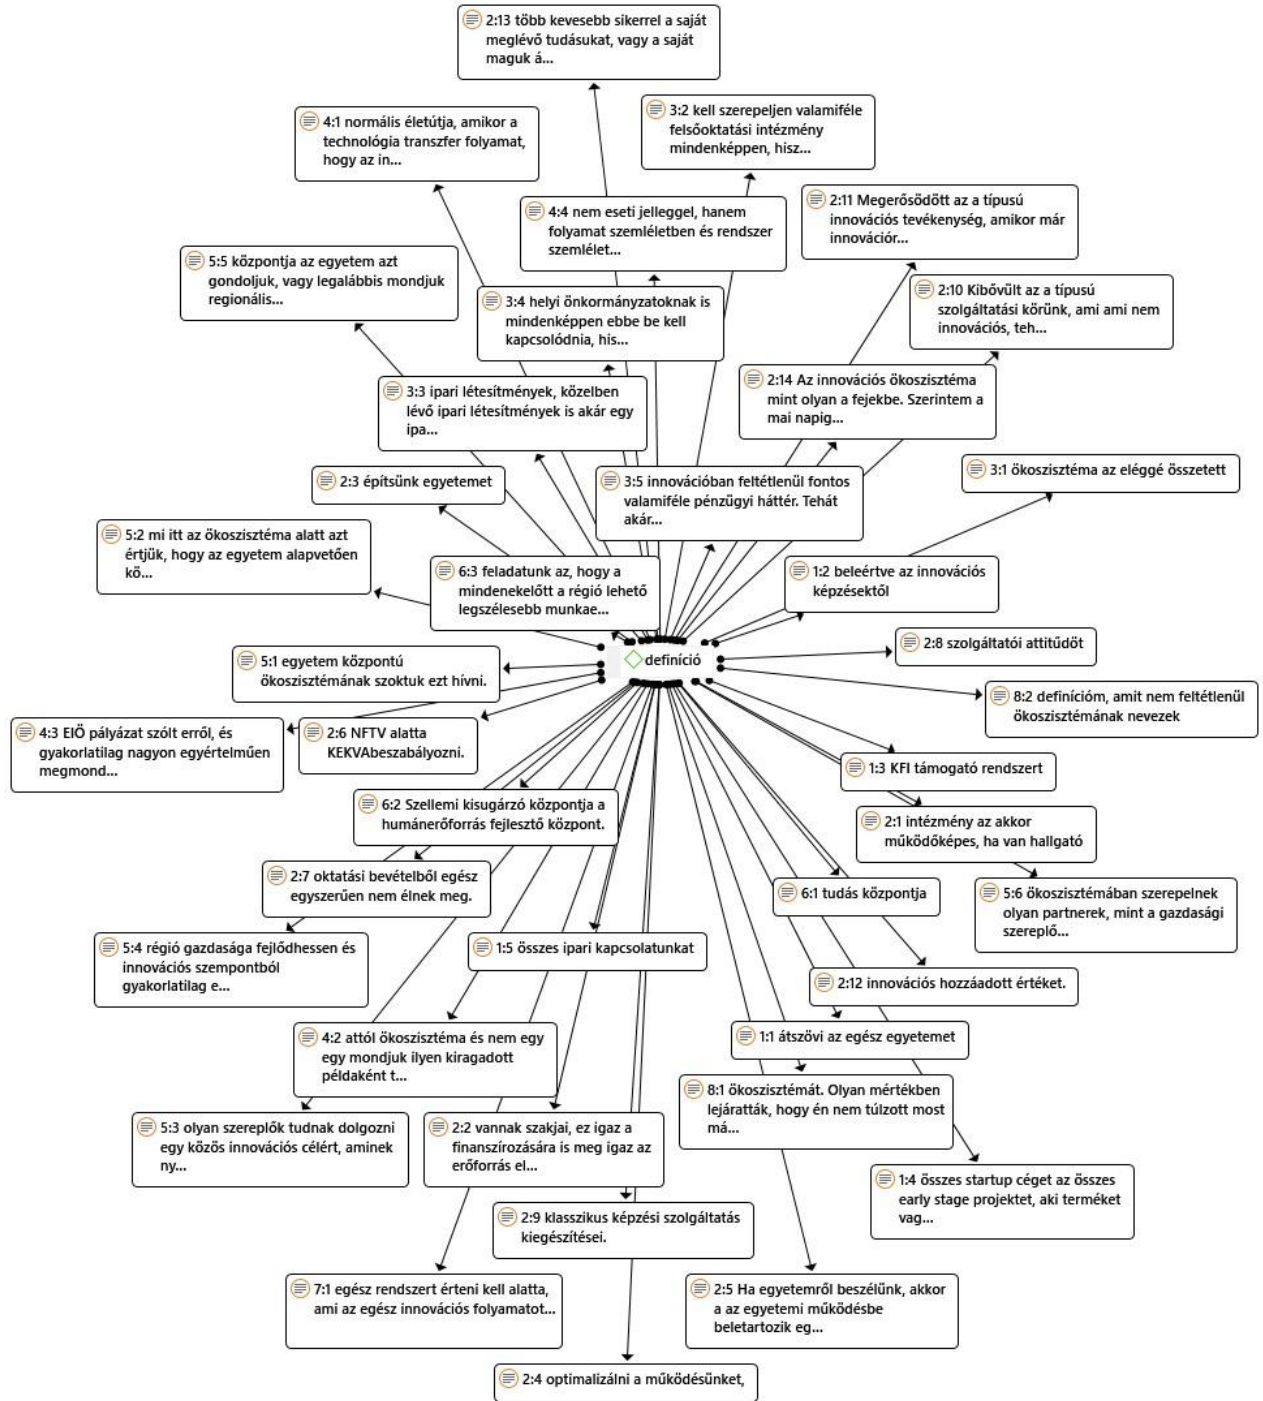 2:13 több kevesebb sikerrel a saját
meglévő tudásukat, vagy a saját
maguk á...
3:2 kell szerepeljen valamiféle
felsőoktatási intézmény
mindenképpen, hisz...
4:1 normális életútja, amikor a
technológia transzfer folyamat,
hogy az in...
2:11 Megerősödött az a típusú
innovációs tevékenység, amikor már
innovációr...
4:4 nem eseti jelleggel, hanem
folyamat szemléletben és rendszer
szemlélet...
5:5 központja az egyetem azt
gondoljuk, vagy legalábbis mondjuk
regionális...
2:10 Kibővült az a típusú
szolgáltatási körünk, ami ami nem
innovációs, teh...
3:4 helyi önkormányzatoknak is
mindenképpen ebbe be kell
kapcsolódnia, his...
2:14 Az innovációs ökoszisztéma
mint olyan a fejekbe. Szerintem a
mai napig...
3:3 ipari létesítmények, közelben
lévő ipari létesítmények is akár egy
ipa...
3:1 ökoszisztéma az eléggé összetett
2:3 építsünk egyetemet
3:5 innovációban feltétlenül fontos
valamiféle pénzügyi háttér. Tehát
akár...
5:2 mi itt az ökoszisztéma alatt azt
értjük, hogy az egyetem alapvetően
kö...
6:3 feladatunk az, hogy a
mindenekelőtt a régió lehető
legszélesebb munkae...
1:2 beleértve az innovációs
képzésektől
2:8 szolgáltatói attitűdöt
definíció
5:1 egyetem központú
ökoszisztémának szoktuk ezt hívni.
8:2 definícióm, amit nem feltétlenül
ökoszisztémának nevezek
4:3 EIÖ pályázat szólt erről, és
gyakorlatilag nagyon egyértelműen
megmond...
2:6 NFTV alatta
KEKVAbeszabályozni.
1:3 KFI támogató rendszert
6:2 Szellemi kisugárzó központja a
humánerőforrás fejlesztő központ.
2:1 intézmény az akkor
működőképes, ha van hallgató
2:7 oktatási bevételből egész
egyszerűen nem élnek meg.
6:1 tudás központja
5:6 ökoszisztémában szerepelnek
olyan partnerek, mint a gazdasági
szereplő...
5:4 régió gazdasága fejlődhessen és
innovációs szempontból
gyakorlatilag e...
1:5 összes ipari kapcsolatunkat
2:12 innovációs hozzáadott értéket.
4:2 attól ökoszisztéma és nem egy
egy mondjuk ilyen kiragadott
példaként t...
1:1 átszövi az egész egyetemet
8:1 ökoszisztémát. Olyan mértékben
lejáratták, hogy én nem túlzott most
má...
5:3 olyan szereplők tudnak dolgozni
egy közös innovációs célért, aminek
ny...
2:2 vannak szakjai, ez igaz a
finanszírozására is meg igaz az
erőforrás el...
1:4 összes startup céget az összes
early stage projektet, aki terméket
vag...
2:9 klasszikus képzési szolgáltatás
kiegészítései.
7:1 egész rendszert érteni kell alatta,
ami az egész innovációs folyamatot...
2:5 Ha egyetemről beszélünk, akkor
a az egyetemi működésbe
beletartozik eg...
2:4 optimalizálni a működésünket,